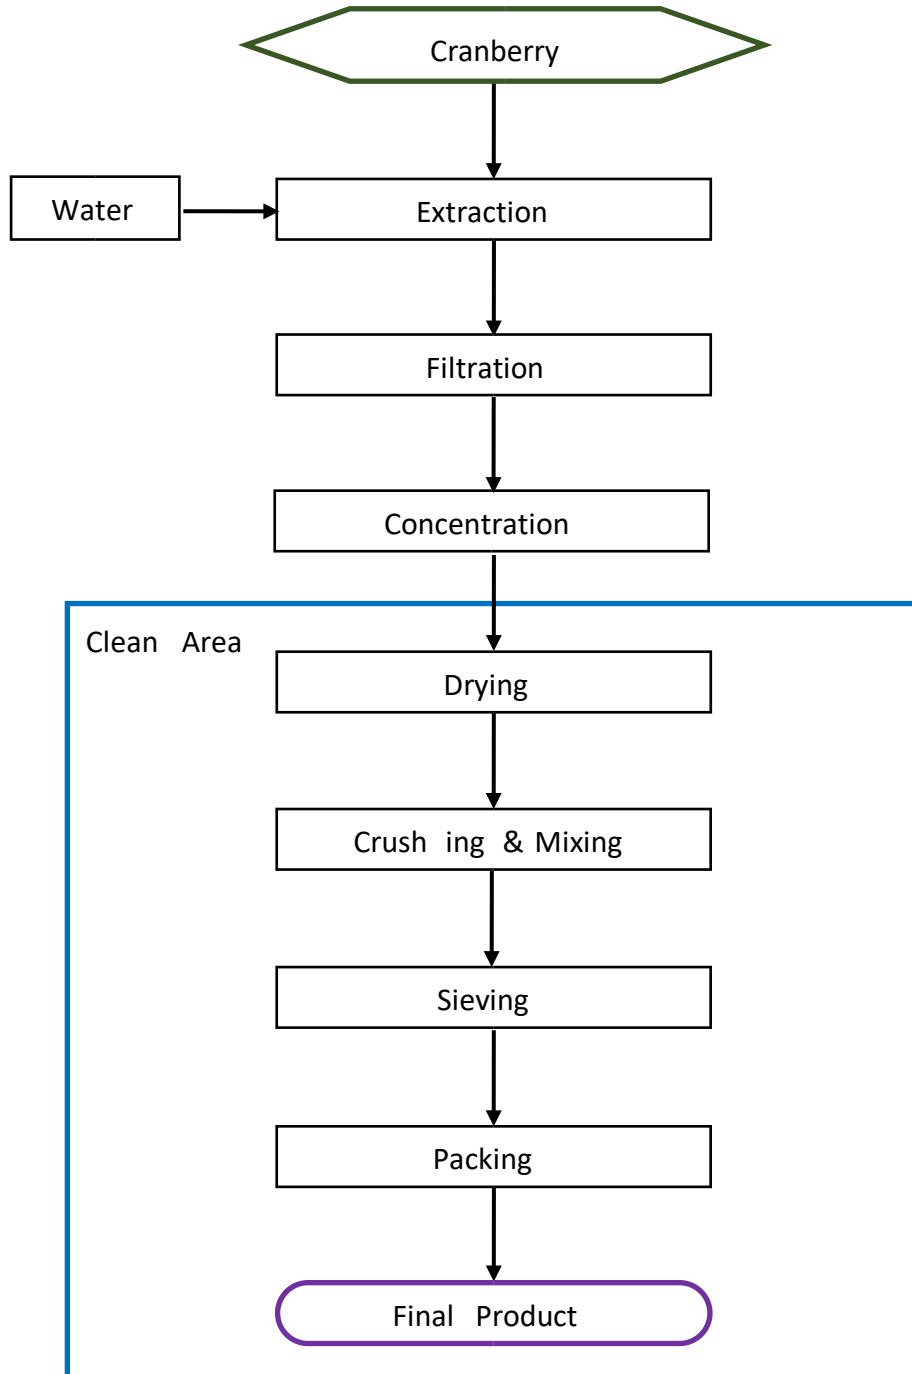 Cranberry
Water
Extraction
Filtration
Concentration
Clean Area
Drying
Crush ing & Mixing
Sieving
Packing
Final Product